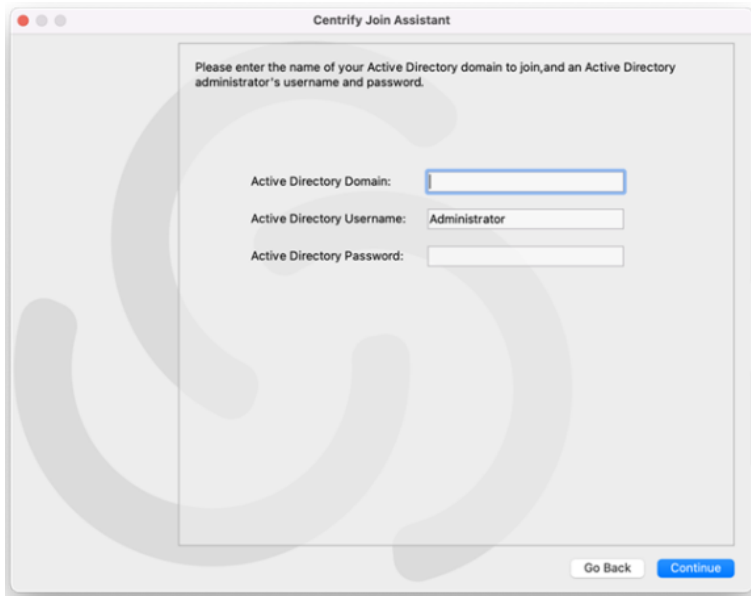 Centrify Join Assistant
Please enter the name of your Active Directory domain to join,and an Active Directory
administrator's username and password.
Active Directory Domain:
Active Directory Username: Administrator
Active Directory Password:
Go Back Continue